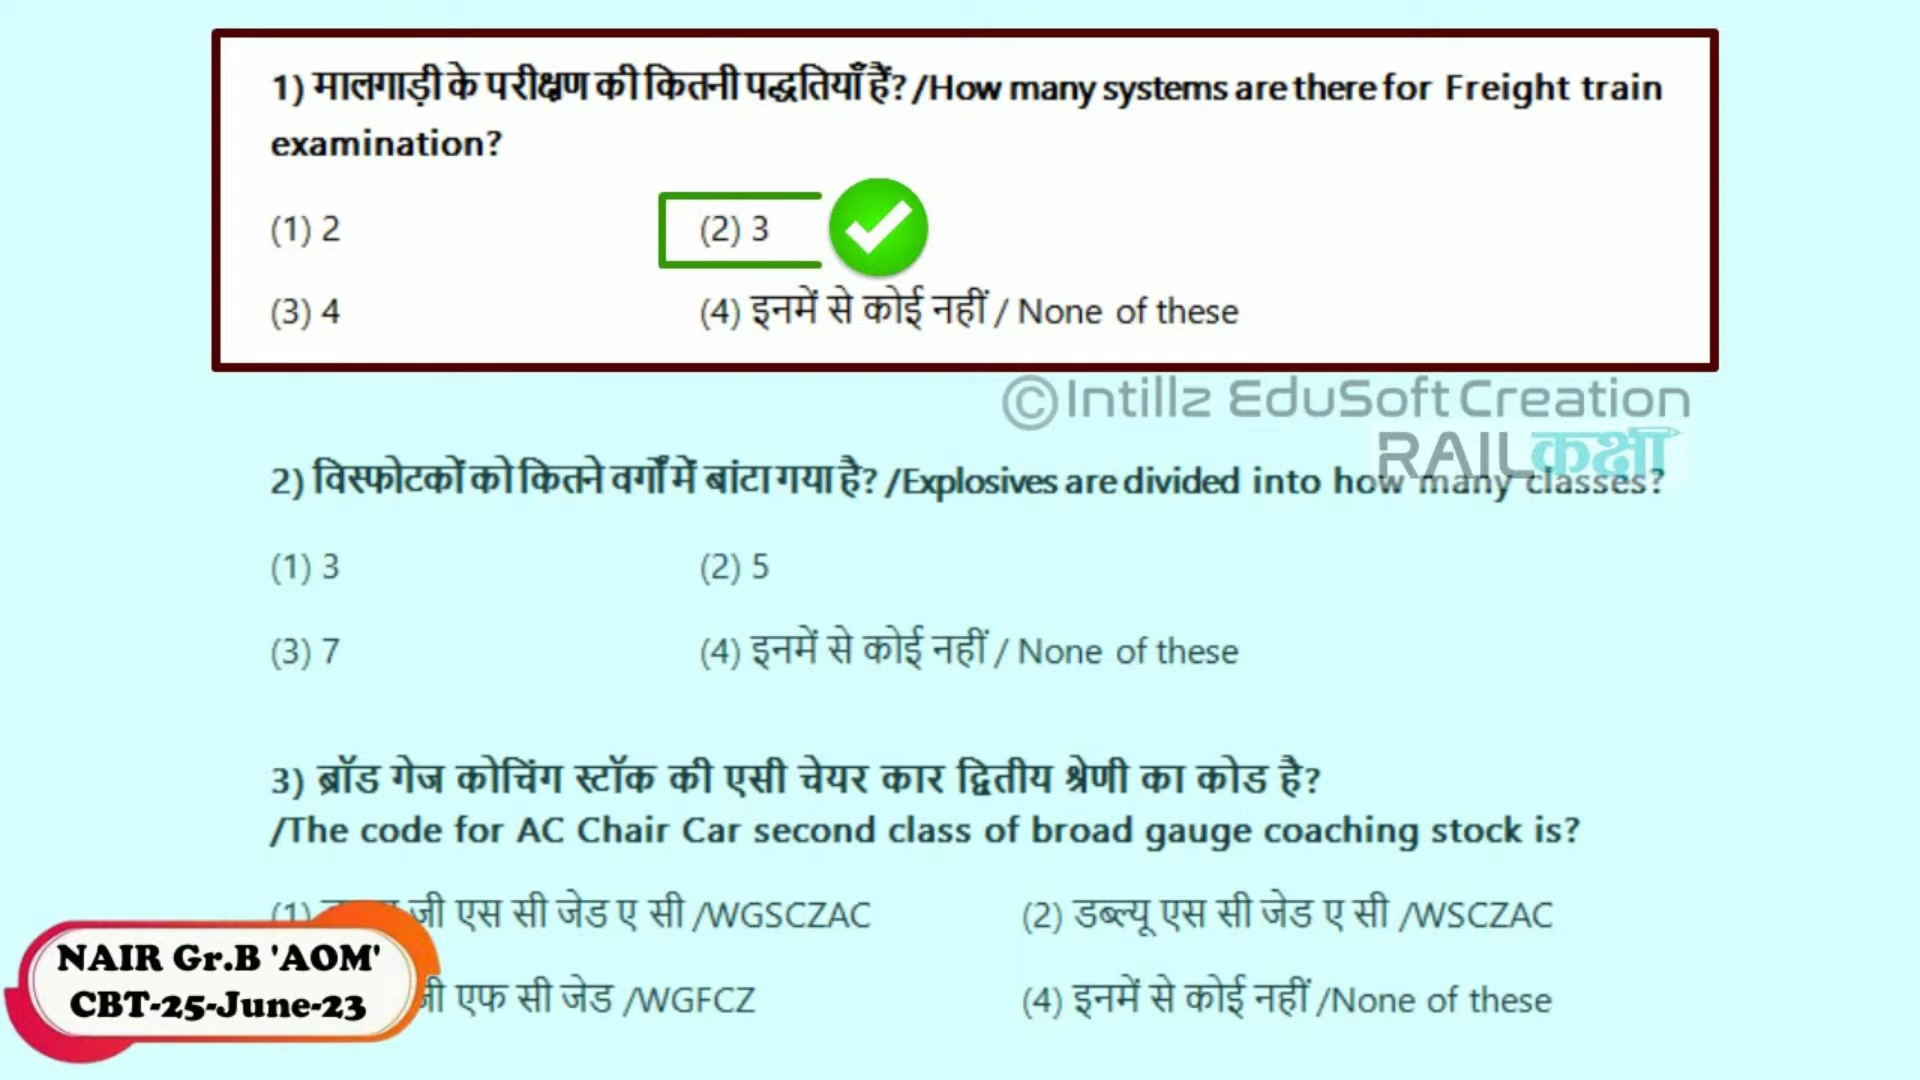 1) मालगाड़ी के परीक्षण की कितनी पद्धतियाँ हैं? /How many systems are there for Freight train
examination?
(1) 2 (2) 3
(3) 4 (4) इनमें से कोई नहीं / None of these
©Intillz EduSoft Creation
RAILकक्षा
2) विस्फोटकों को कितने वर्गों में बांटा गया है? /Explosives are divided into how many classes?
(1) 3 (2) 5
(3) 7 (4) इनमें से कोई नहीं / None of these
3) ब्रॉड गेज कोचिंग स्टॉक की एसी चेयर कार द्वितीय श्रेणी का कोड है?
/The code for AC Chair Car second class of broad gauge coaching stock is?
(1) जी एस सी जेड ए सी /WGSCZAC (2) डब्ल्यू एस सी जेड ए सी /WSCZAC
एफ सी जेड /WGFCZ (4) इनमें से कोई नहीं /None of these
NAIR Gr.B 'AOM'
CBT-25-June-23